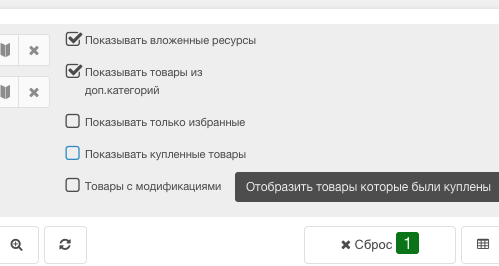 Показывать вложенные ресурсы
Показывать товары из
доп.категорий
Показывать только избранные
Показывать купленные товары
Товары с модификациями
Отобразить товары которые были куплены
Сброс 1